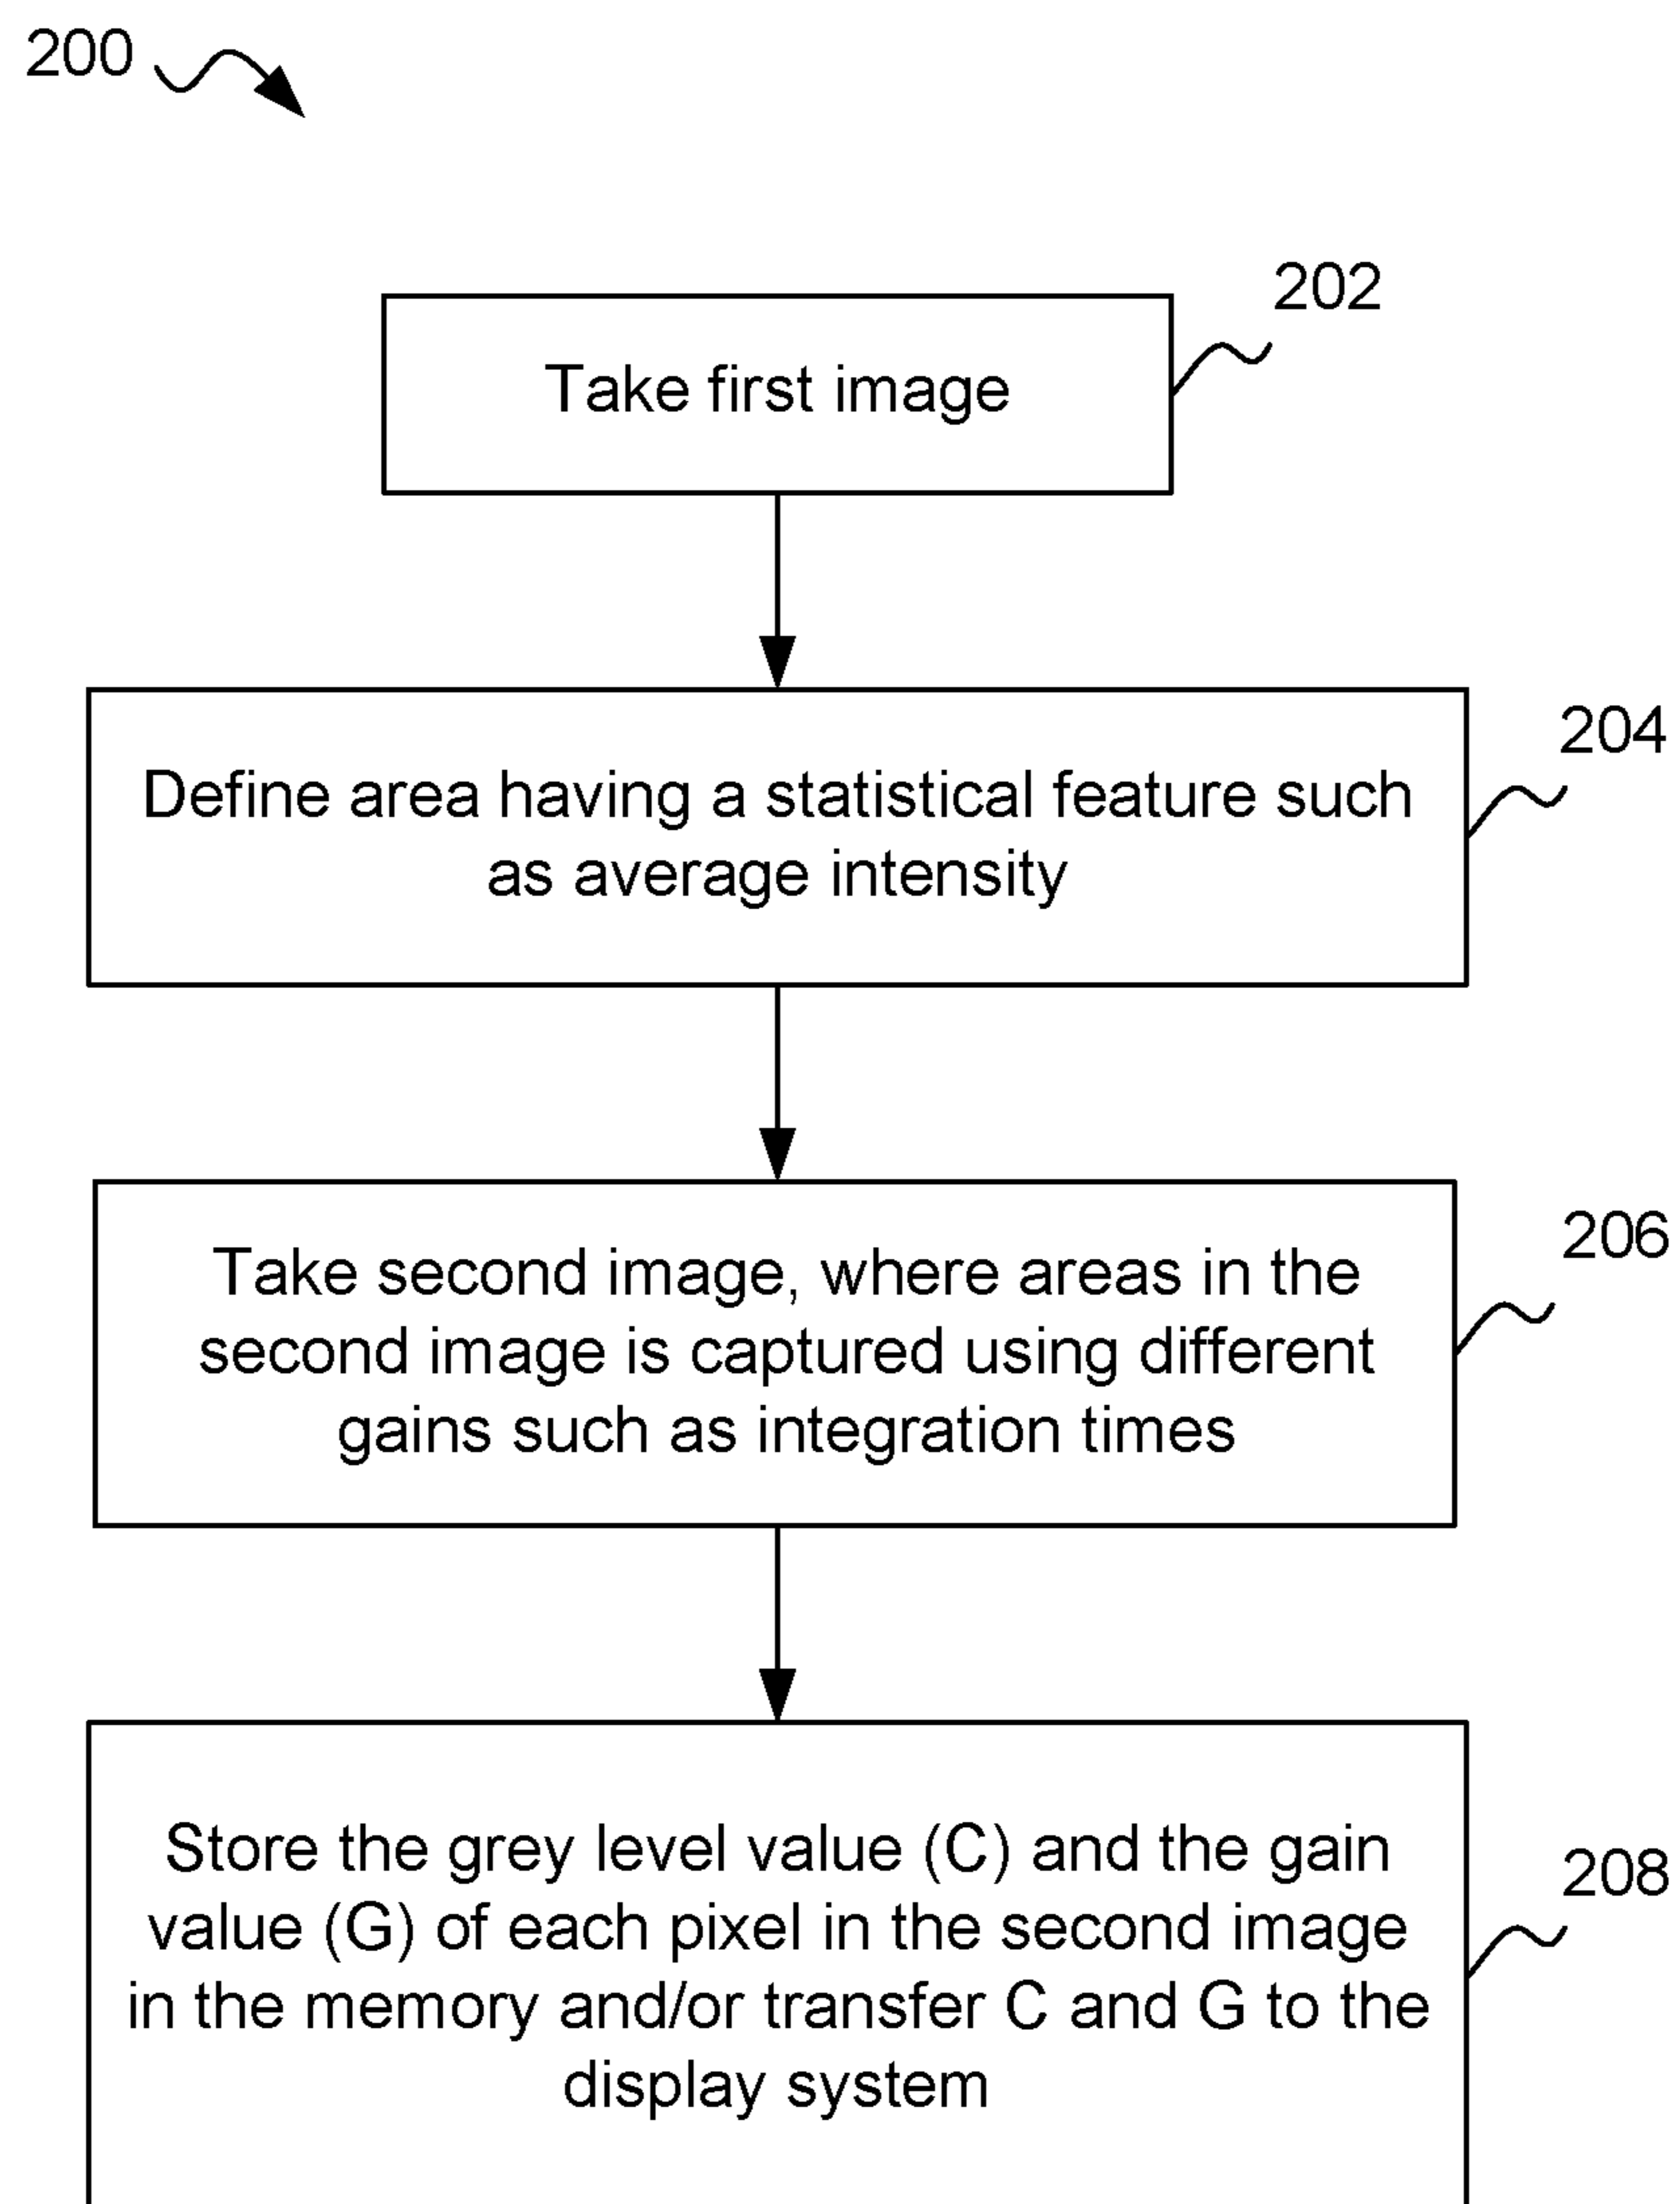 200
202
Take first image
204
Define area having a statistical feature such
as average intensity
206
Take second image, where areas in the
second image is captured using different
gains such as integration times
208
Store the grey level value (C) and the gain
value (G) of each pixel in the second image
in the memory and/or transfer C and G to the
display system